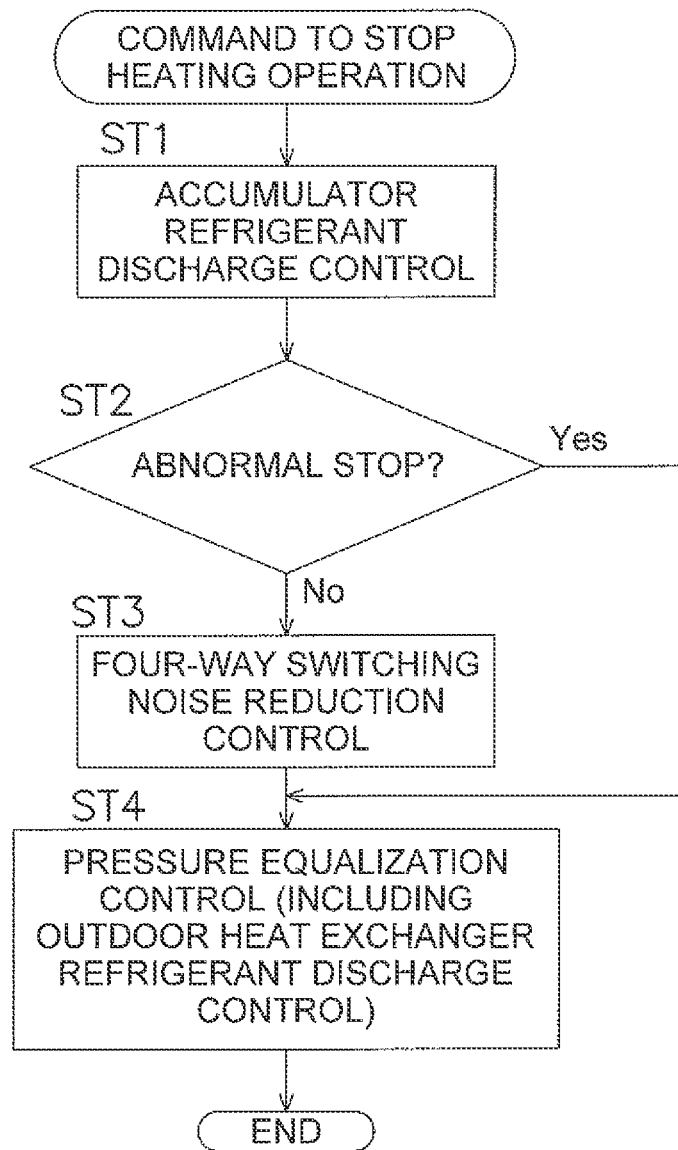 COMMAND TO STOP
HEATING OPERATION
ST1
ACCUMULATOR
REFRIGERANT
DISCHARGE CONTROL
ST2
ABNORMAL STOP?
Yes
No
ST3
FOUR-WAY SWITCHING
NOISE REDUCTION
CONTROL
ST4
PRESSURE EQUALIZATION
CONTROL (INCLUDING
OUTDOOR HEAT EXCHANGER
REFRIGERANT DISCHARGE
CONTROL)
END